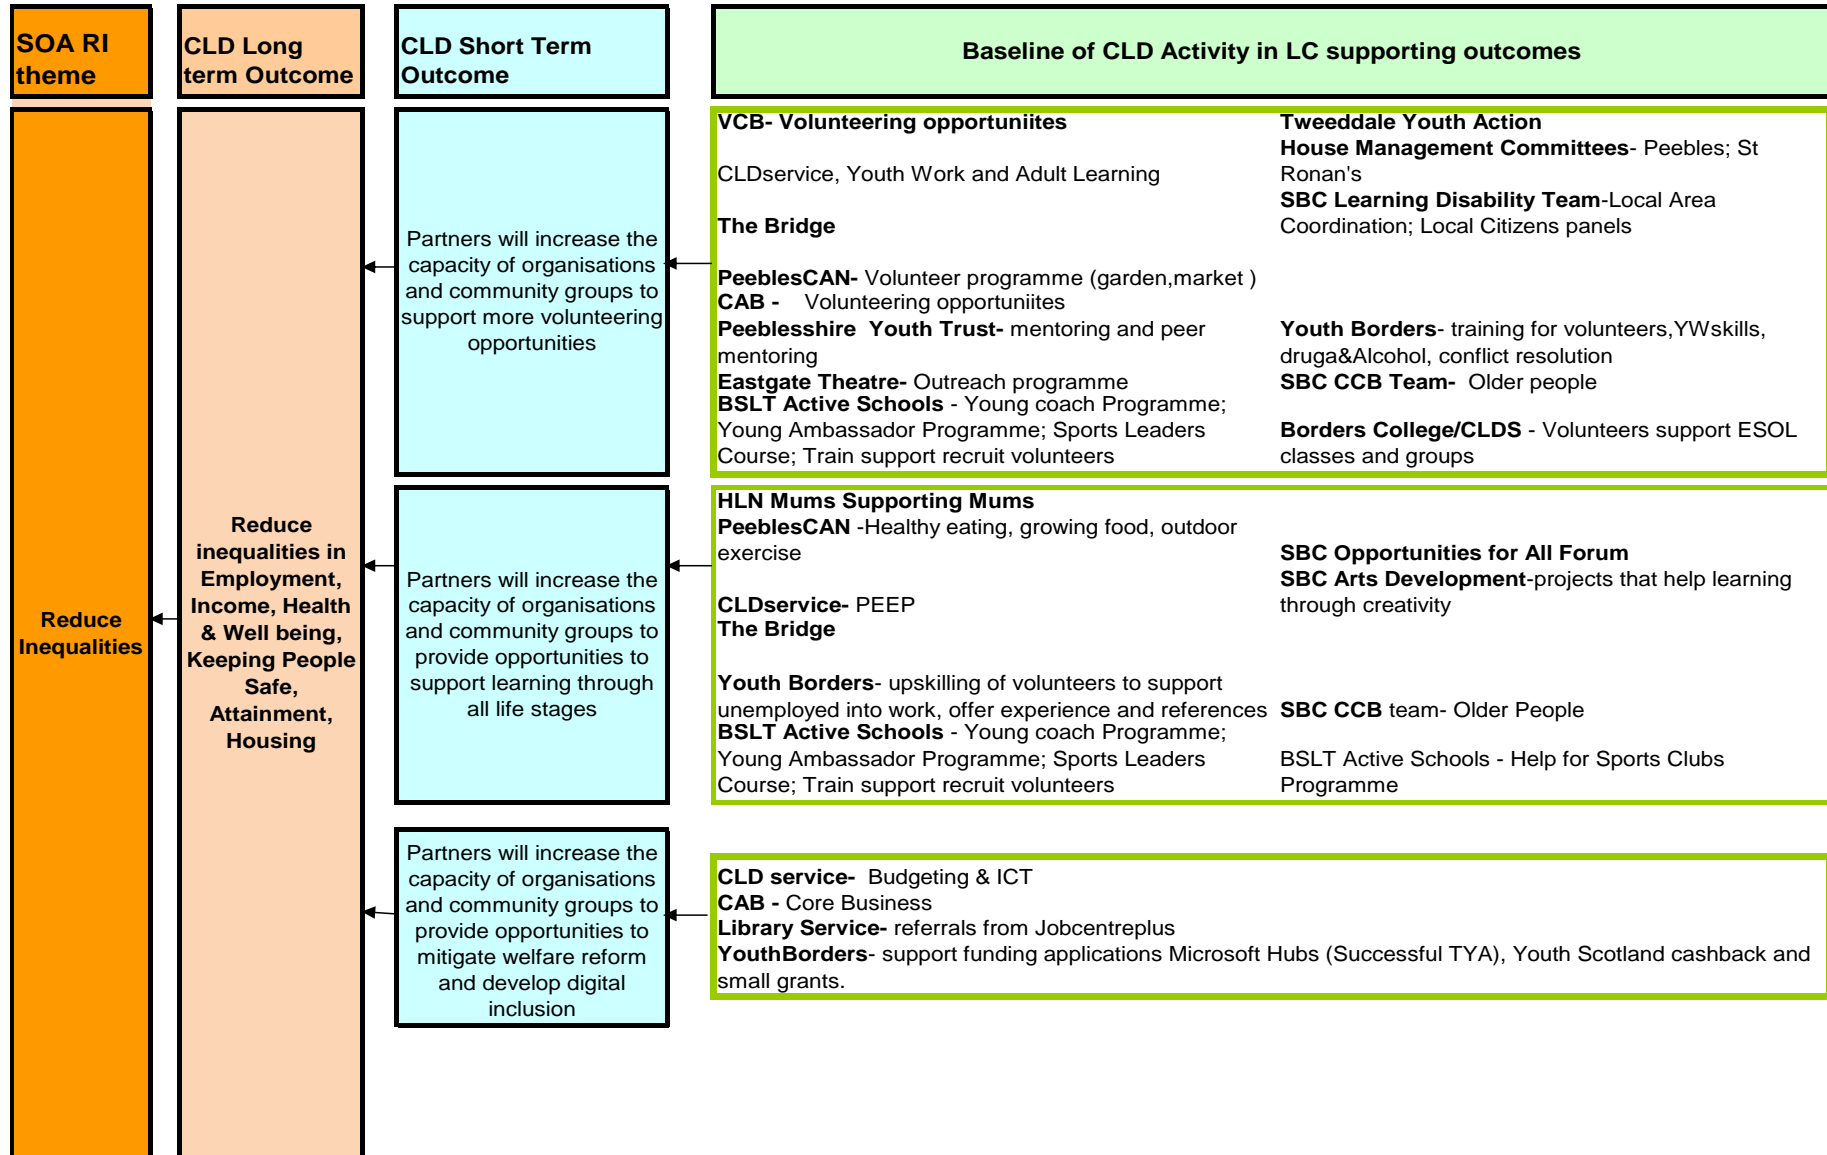 SOA RI
theme
CLD Long
term Outcome
CLD Short Term
Outcome
Baseline of CLD Activity in LC supporting outcomes
Reduce
Inequalities
Reduce
inequalities in
Employment,
Income, Health
& Well being,
Keeping People
Safe,
Attainment,
Housing
Partners will increase the
capacity of organisations
and community groups to
support more volunteering
opportunities
VCB- Volunteering opportuniites
CLDservice, Youth Work and Adult Learning
The Bridge
PeeblesCAN- Volunteer programme (garden,market )
CAB - Volunteering opportuniites
Peeblesshire Youth Trust- mentoring and peer
mentoring
Eastgate Theatre- Outreach programme
BSLT Active Schools - Young coach Programme;
Young Ambassador Programme; Sports Leaders
Course; Train support recruit volunteers
Tweeddale Youth Action
House Management Committees- Peebles; St
Ronan's
SBC Learning Disability Team-Local Area
Coordination; Local Citizens panels
Youth Borders- training for volunteers,YWskills,
druga&Alcohol, conflict resolution
SBC CCB Team- Older people
Borders College/CLDS - Volunteers support ESOL
classes and groups
Partners will increase the
capacity of organisations
and community groups to
provide opportunities to
support learning through
all life stages
HLN Mums Supporting Mums
PeeblesCAN -Healthy eating, growing food, outdoor
exercise
CLDservice- PEEP
The Bridge
Youth Borders- upskilling of volunteers to support
unemployed into work, offer experience and references
BSLT Active Schools - Young coach Programme;
Young Ambassador Programme; Sports Leaders
Course; Train support recruit volunteers
SBC Opportunities for All Forum
SBC Arts Development-projects that help learning
through creativity
SBC CCB team- Older People
BSLT Active Schools - Help for Sports Clubs
Programme
Partners will increase the
capacity of organisations
and community groups to
provide opportunities to
mitigate welfare reform
and develop digital
inclusion
CLD service- Budgeting & ICT
CAB - Core Business
Library Service- referrals from Jobcentreplus
YouthBorders- support funding applications Microsoft Hubs (Successful TYA), Youth Scotland cashback and
small grants.